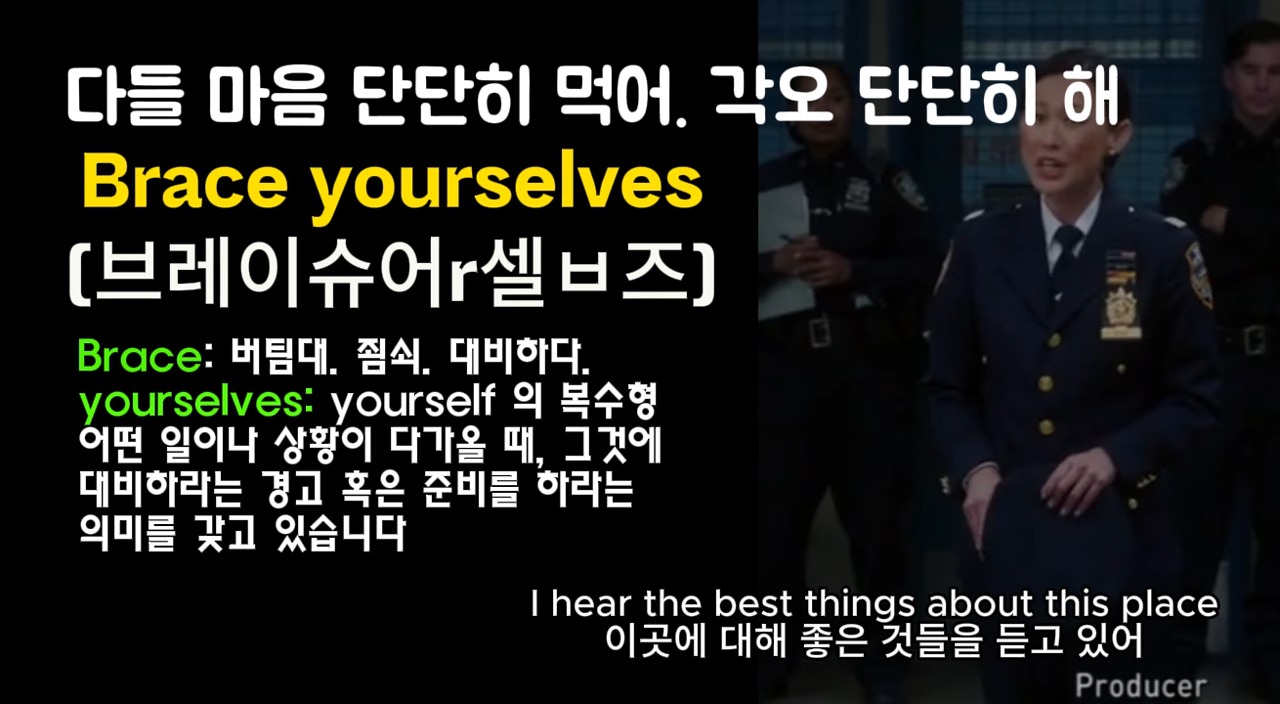 다들 마음 단단히 먹어. 각오 단단히 해
Brace yourselves
(브레이슈어r셀ㅂ즈)
Brace: 버팀대. 죔쇠. 대비하다.
yourselves: yourself 의 복수형
어떤 일이나 상황이 다가올 때, 그것에
대비하라는 경고 혹은 준비를 하라는
의미를 갖고 있습니다
I hear the best things about this place
이곳에 대해 좋은 것들을 듣고 있어
Producer